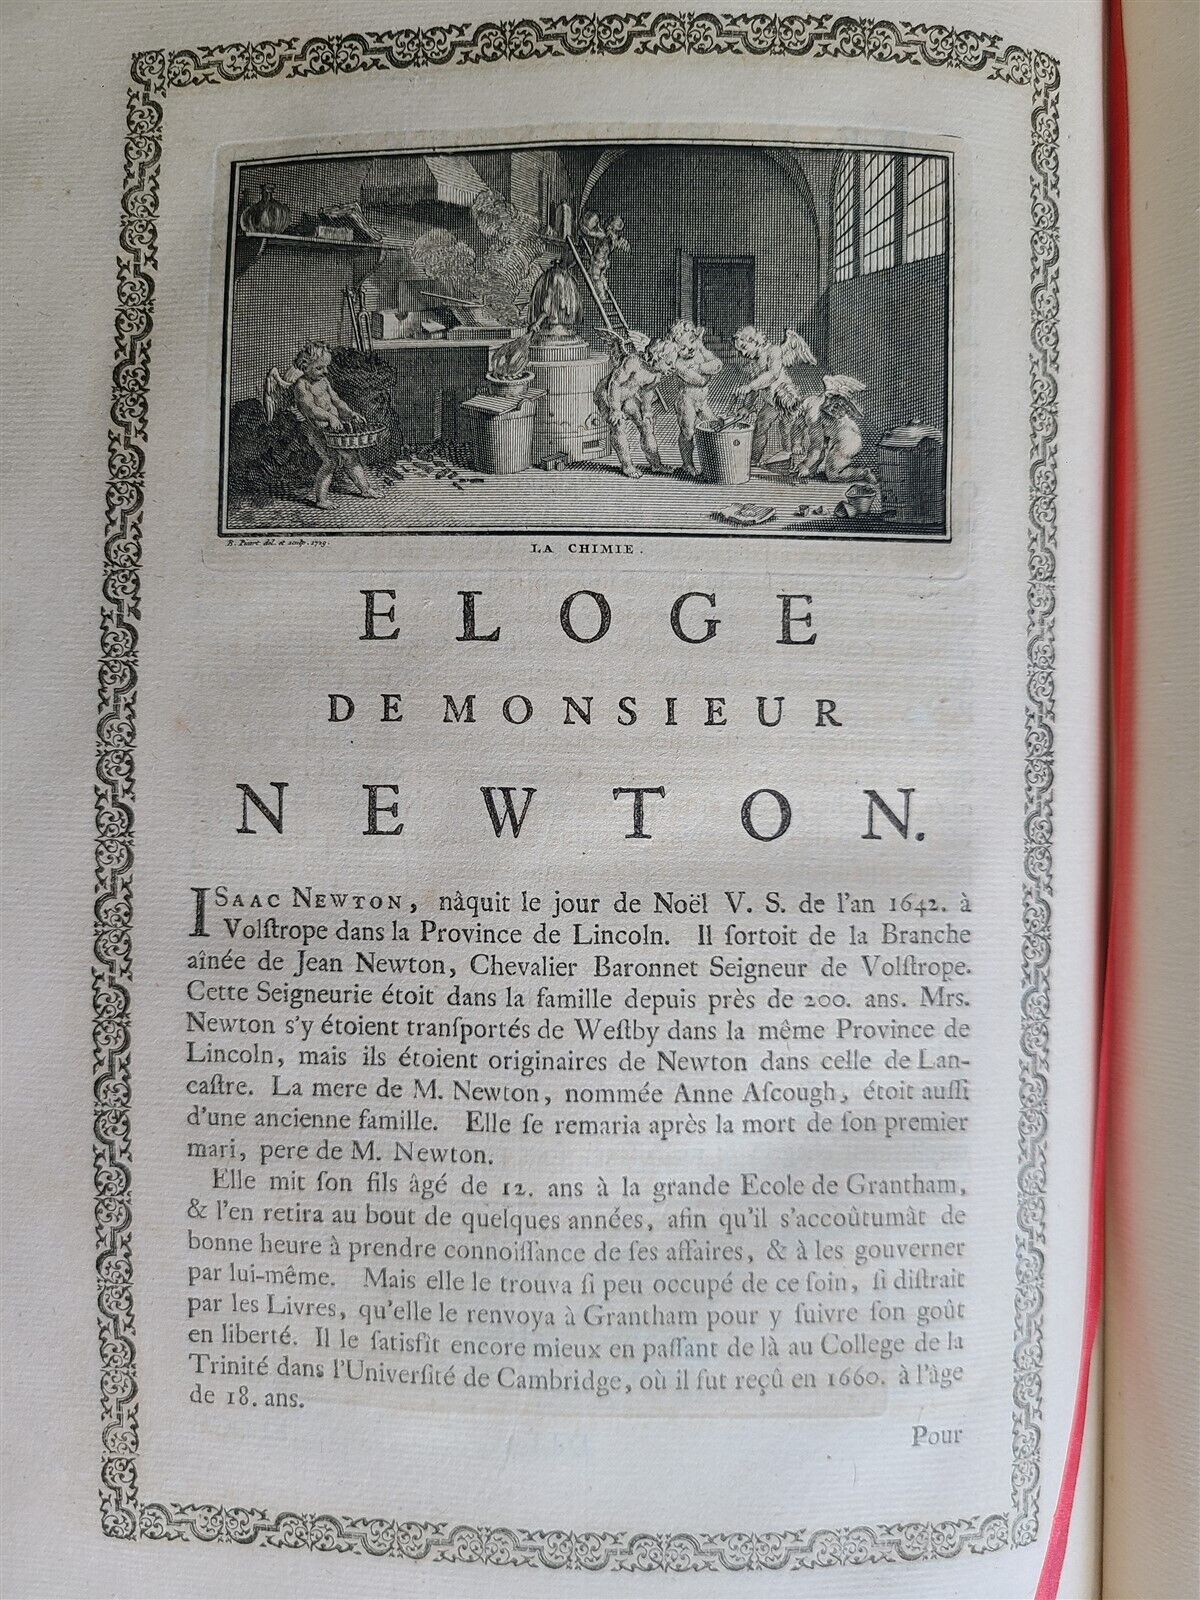 B. Picart del. et sculp. 1729.
LA CHIMIE.
ELOGE
DE MONSIEUR
NEWTON.
ISAAC NEWTON, nâquit le jour de Noël V. S. de l'an 1642. à
Volſtrope dans la Province de Lincoln. Il ſortoit de la Branche
aînée de Jean Newton, Chevalier Baronnet Seigneur de Volſtrope.
Cette Seigneurie étoit dans la famille depuis près de 200. ans. Mrs.
Newton s'y étoient tranſportés de Weſtby dans la même Province de
Lincoln, mais ils étoient originaires de Newton dans celle de Lan-
caſtre. La mere de M. Newton, nommée Anne Aſcough, étoit auſſi
d'une ancienne famille. Elle ſe remaria après la mort de ſon premier
mari, pere de M. Newton.
Elle mit ſon fils âgé de 12. ans à la grande Ecole de Grantham,
& l'en retira au bout de quelques années, afin qu'il s'accoûtumât de
bonne heure à prendre connoiſſance de ſes affaires, & à les gouverner
par lui-même. Mais elle le trouva ſi peu occupé de ce ſoin, ſi diſtrait
par les Livres, qu'elle le renvoya à Grantham pour y ſuivre ſon goût
en liberté. Il le ſatisfit encore mieux en paſſant de là au College de la
Trinité dans l'Univerſité de Cambridge, où il fut reçû en 1660. à l'àge
de 18. ans.
Pour